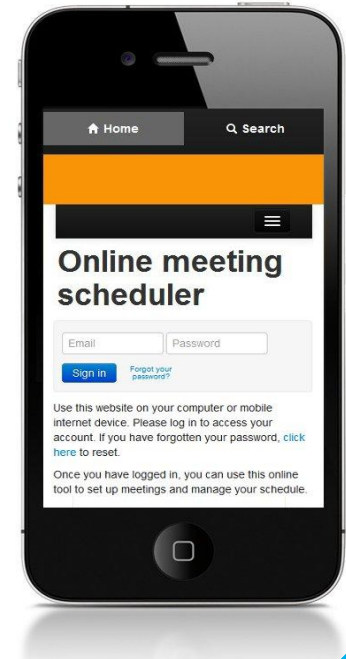 Home
Search
Online meeting
scheduler
Email
Password
Sign in
Forgot your
password?
Use this website on your computer or mobile
internet device. Please log in to access your
account. If you have forgotten your password, click
here to reset.
Once you have logged in, you can use this online
tool to set up meetings and manage your schedule.